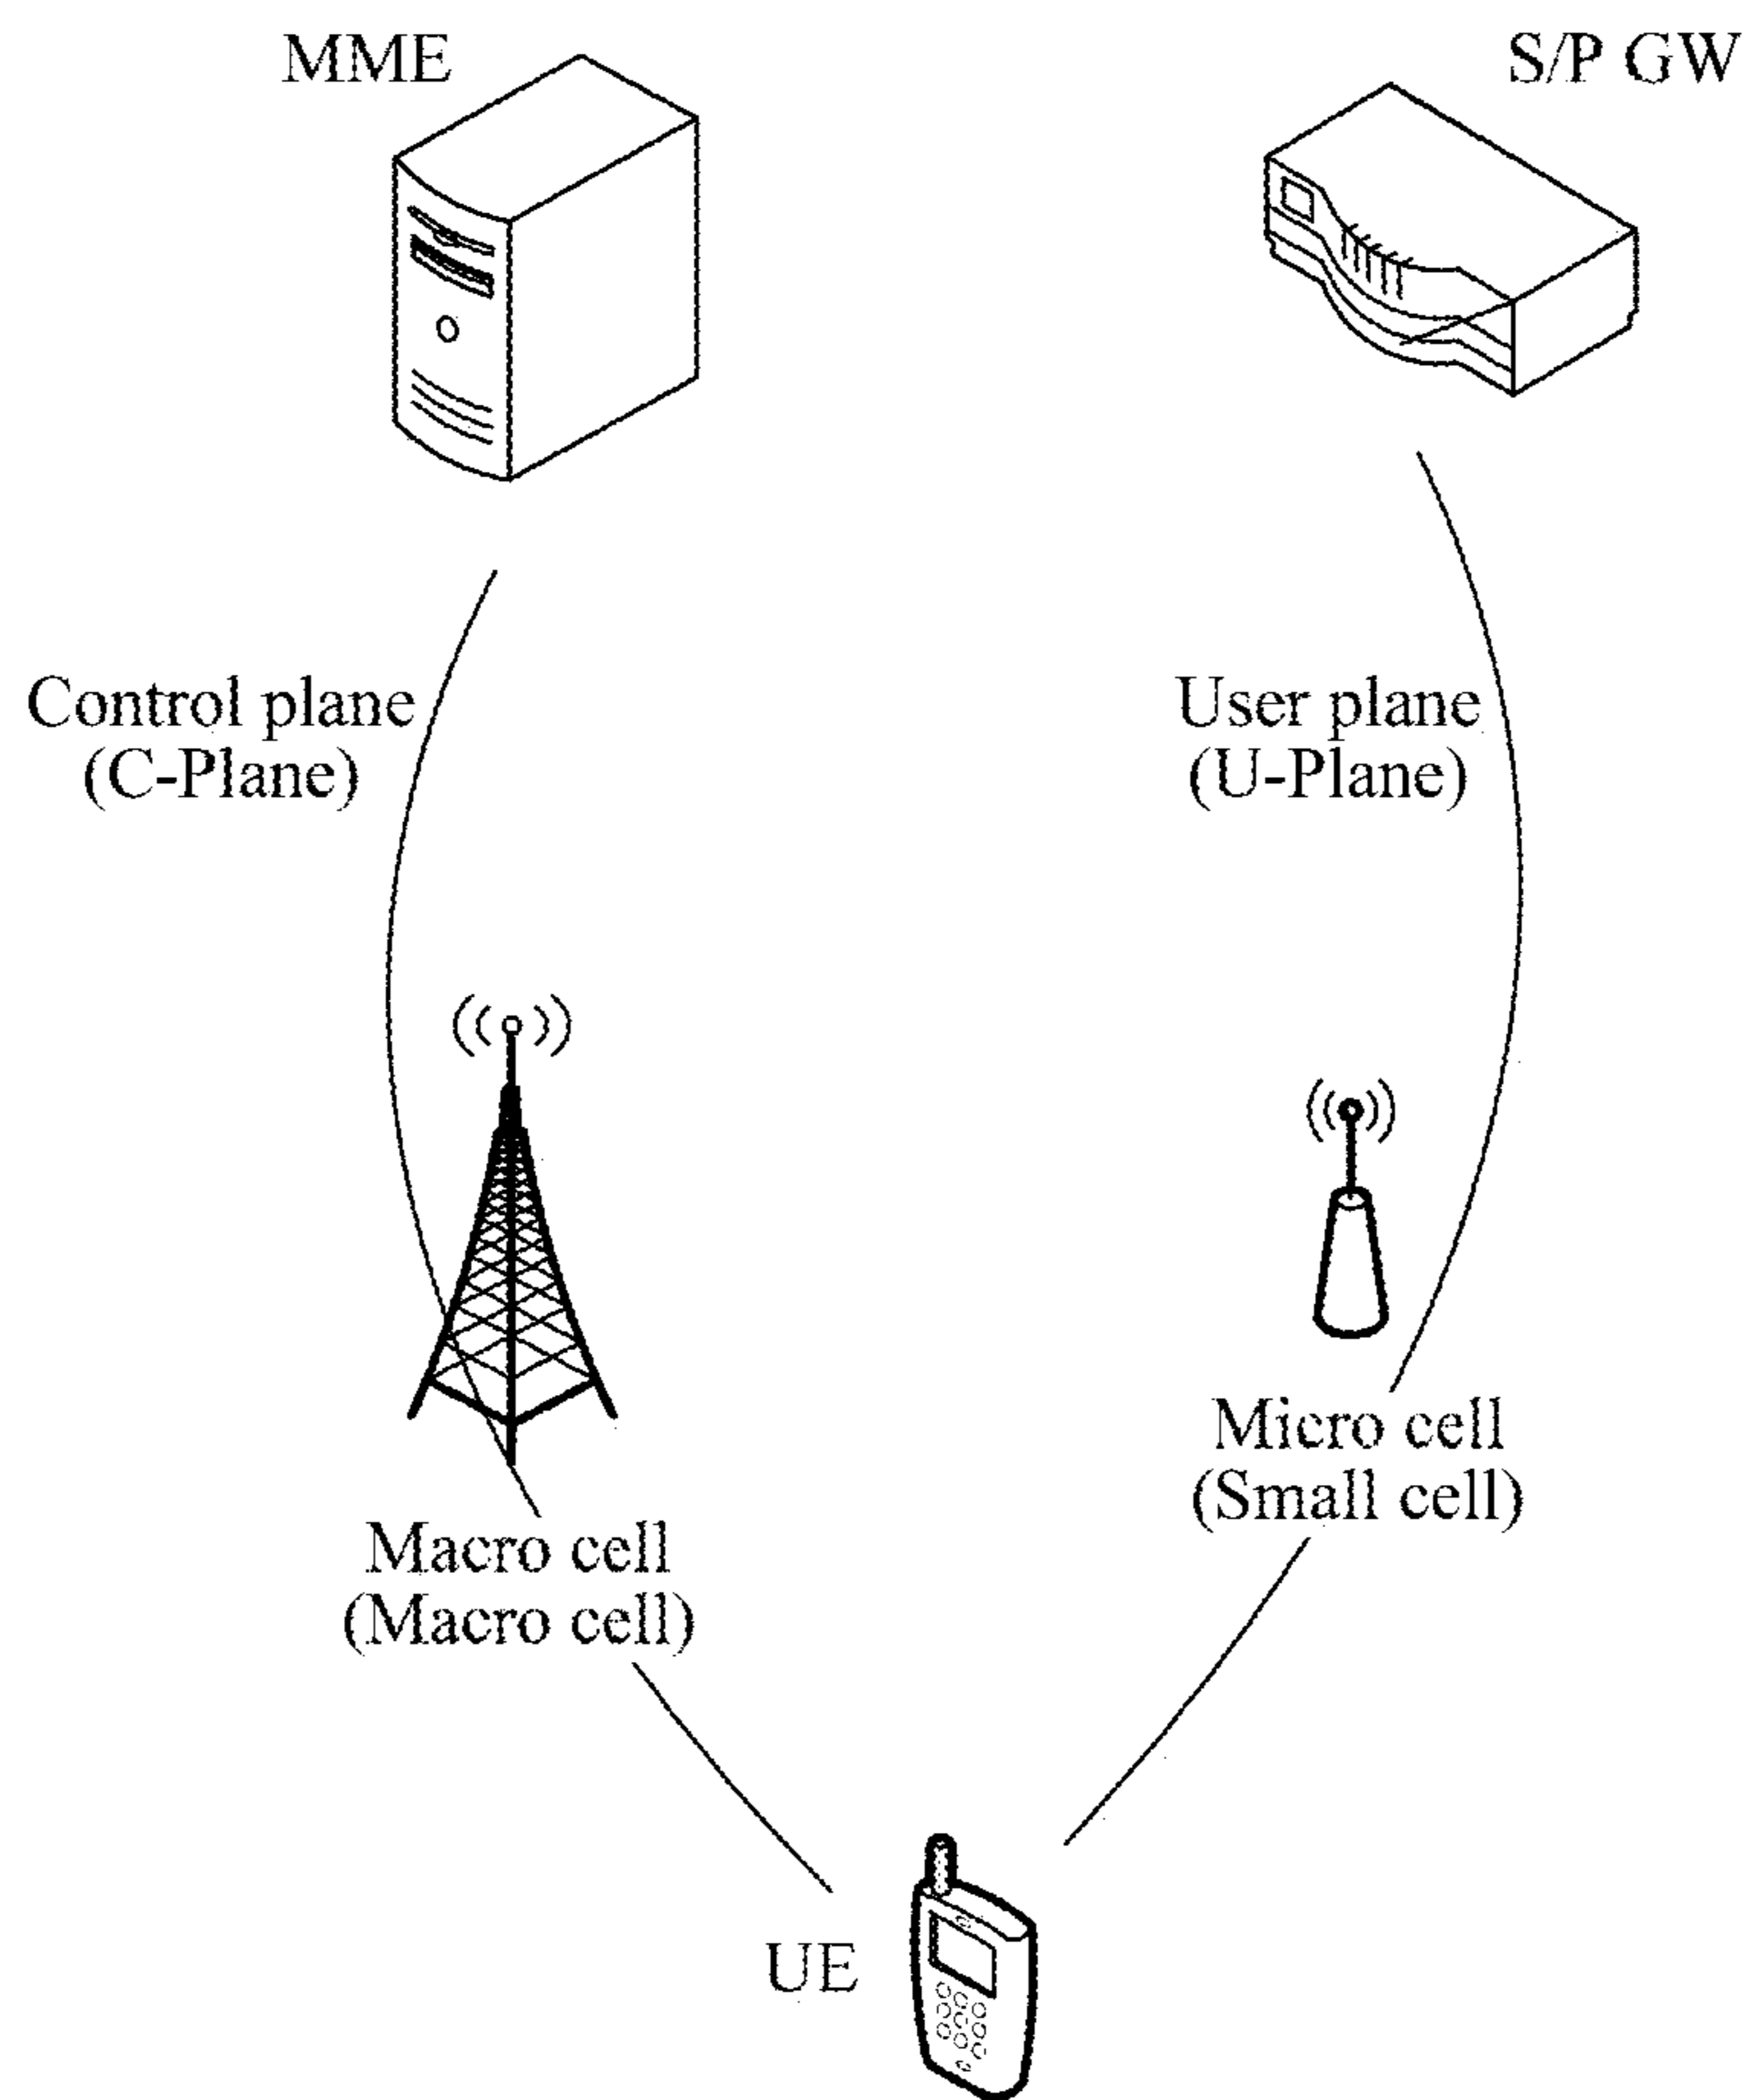 MME
S/P GW
Control plane
(C-Plane)
User plane
(U-Plane)
Micro cell
(Small cell)
Macro cell
(Macro cell)
UE